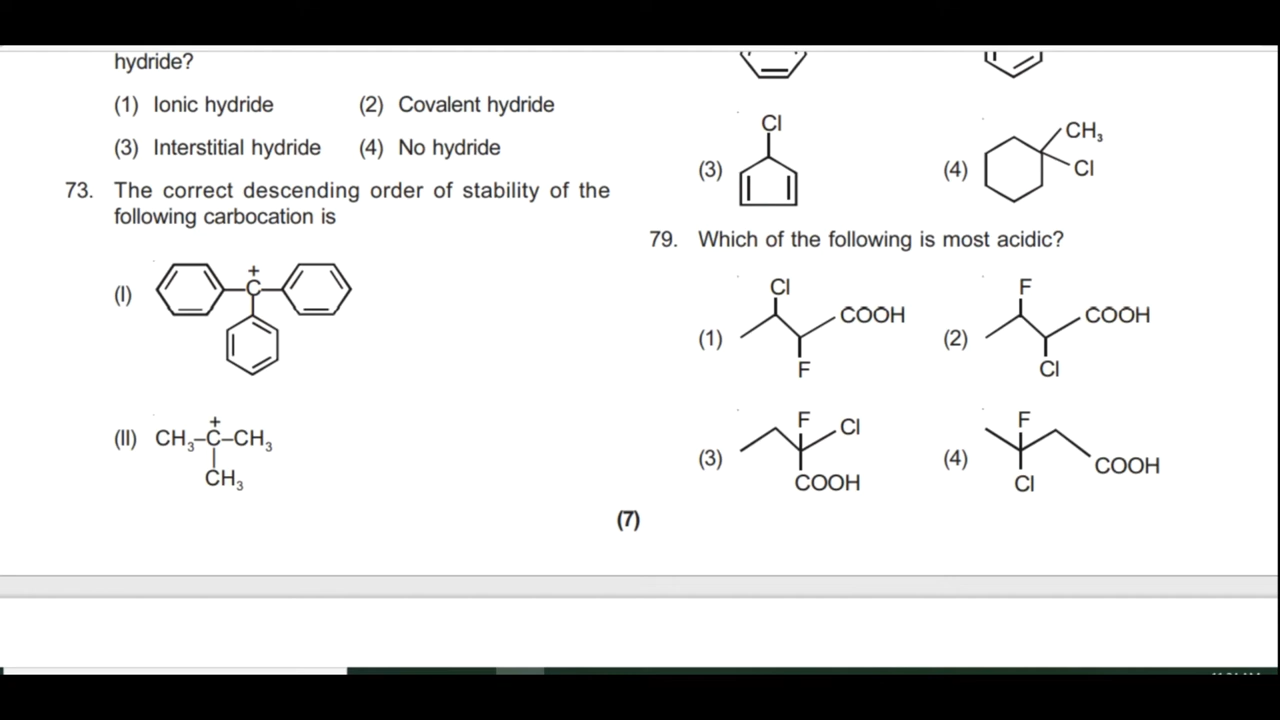 hydride?
(1) Ionic hydride (2) Covalent hydride
(3) Interstitial hydride (4) No hydride
73. The correct descending order of stability of the
following carbocation is
(I)
+
C
(II) CH₃–C–CH₃
+
CH₃
Cl
(3)
(4)
CH₃
Cl
79. Which of the following is most acidic?
(1)
Cl
COOH
F
(2)
F
COOH
Cl
(3)
F
Cl
COOH
(4)
F
COOH
Cl
(7)